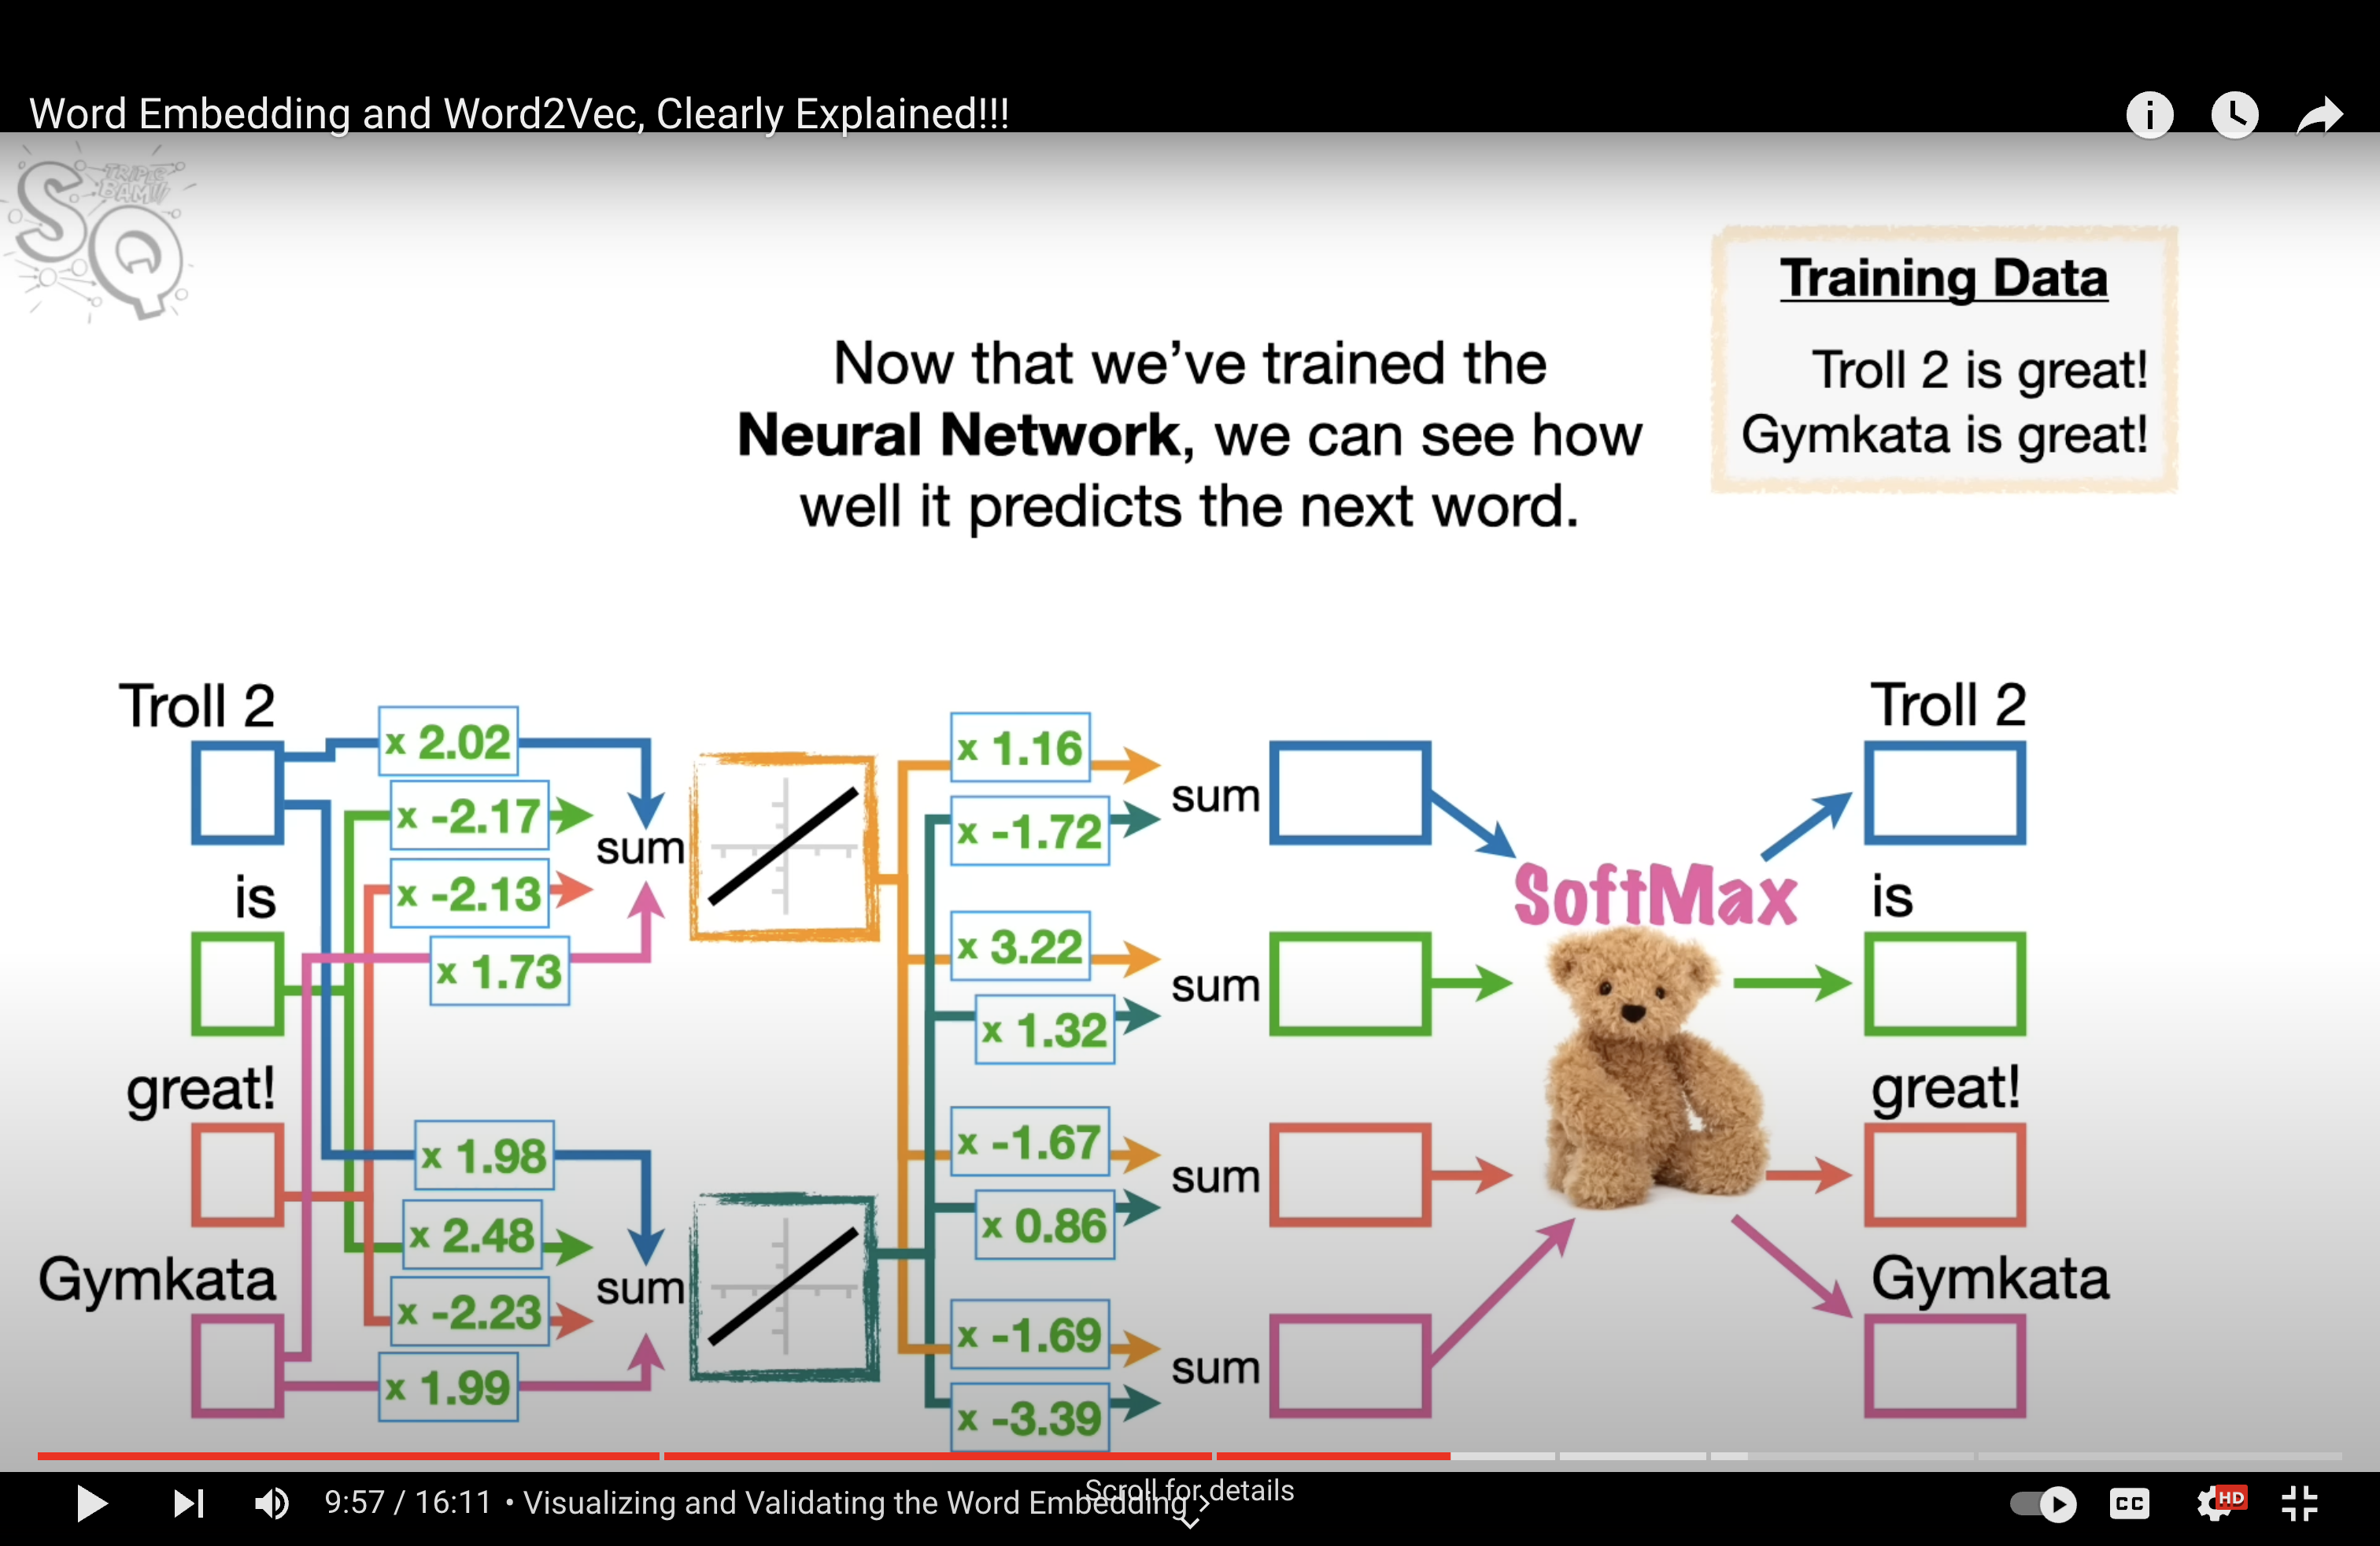 Word Embedding and Word2Vec, Clearly Explained!!!
SQ
TRIPLE
BAM!!!
Training Data
Troll 2 is great!
Gymkata is great!
Now that we've trained the
Neural Network, we can see how
well it predicts the next word.
Troll 2
is
great!
Gymkata
x 2.02
x -2.17
x -2.13
x 1.73
sum
x 1.98
x 2.48
x -2.23
x 1.99
sum
x 1.16
x -1.72
sum
x 3.22
x 1.32
sum
x -1.67
x 0.86
sum
x -1.69
x -3.39
sum
SoftMax
Troll 2
is
great!
Gymkata
9:57 / 16:11 • Visualizing and Validating the Word Embedding
Scroll for details
CC
HD